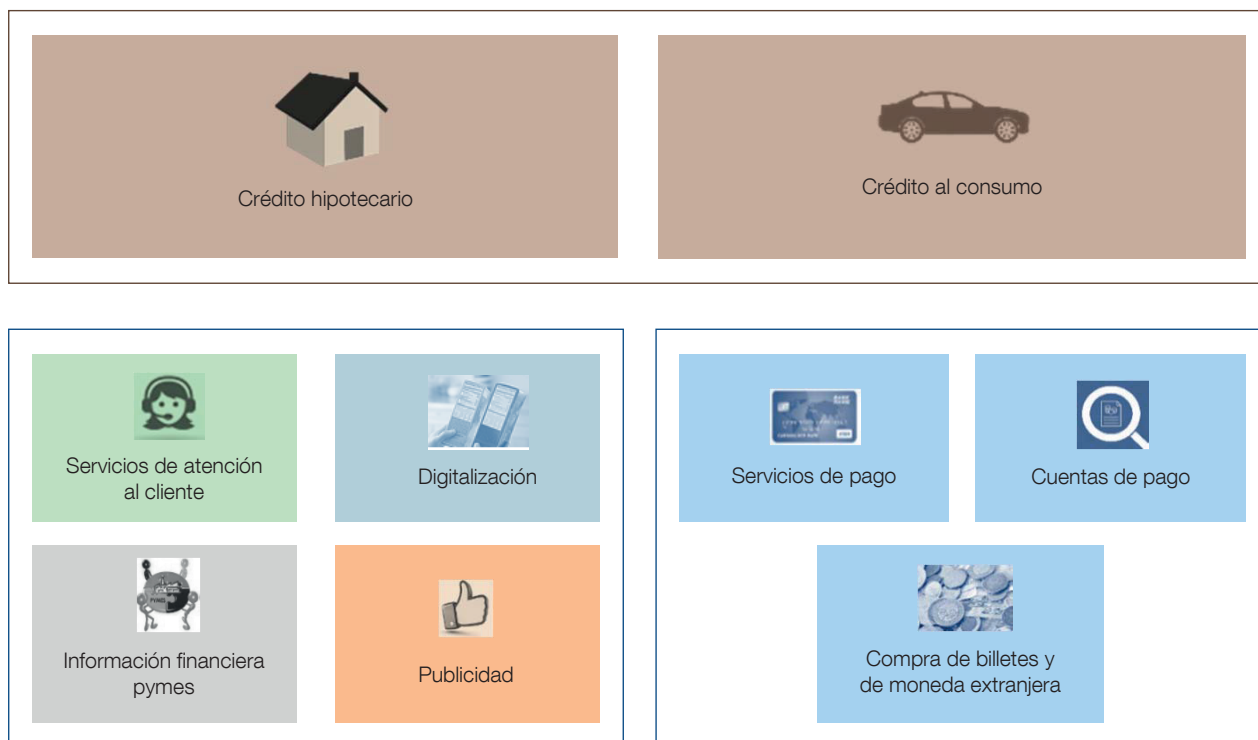 Crédito hipotecario
Crédito al consumo
Servicios de atención
al cliente
Digitalización
Servicios de pago
Cuentas de pago
Información financiera
pymes
Publicidad
Compra de billetes y
de moneda extranjera